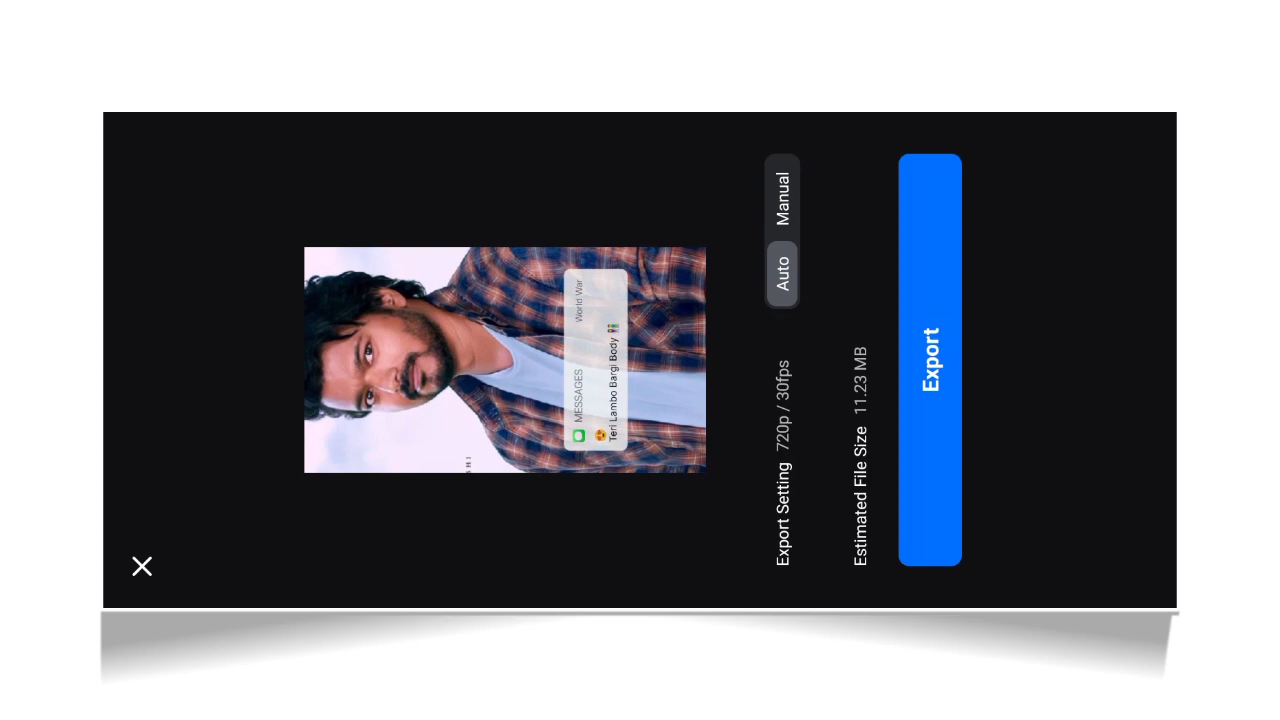 SHI
MESSAGES World War
😍
Teri Lambo Bargi Body 👬
Export Setting 720p / 30fps Auto Manual
Estimated File Size 11.23 MB
Export